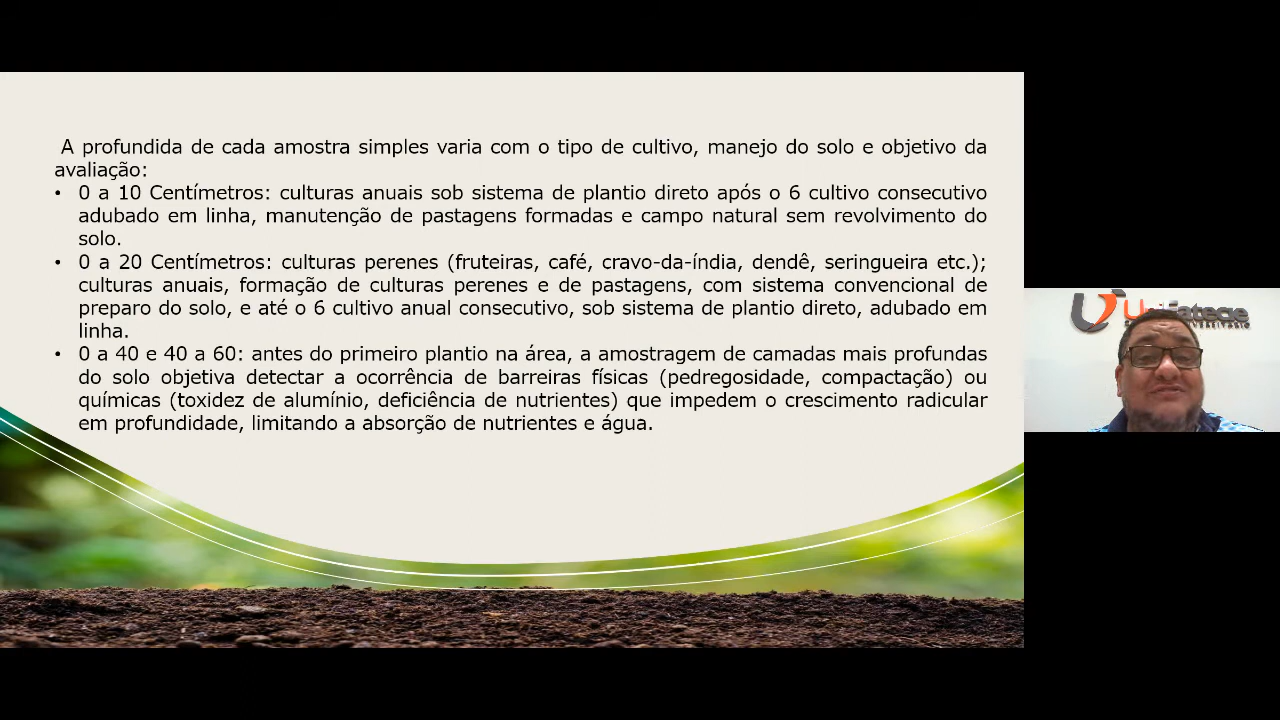 A profundida de cada amostra simples varia com o tipo de cultivo, manejo do solo e objetivo da
avaliação:
• 0 a 10 Centímetros: culturas anuais sob sistema de plantio direto após o 6 cultivo consecutivo
adubado em linha, manutenção de pastagens formadas e campo natural sem revolvimento do
solo.
• 0 a 20 Centímetros: culturas perenes (fruteiras, café, cravo-da-índia, dendê, seringueira etc.);
culturas anuais, formação de culturas perenes e de pastagens, com sistema convencional de
preparo do solo, e até o 6 cultivo anual consecutivo, sob sistema de plantio direto, adubado em
linha.
• 0 a 40 e 40 a 60: antes do primeiro plantio na área, a amostragem de camadas mais profundas
do solo objetiva detectar a ocorrência de barreiras físicas (pedregosidade, compactação) ou
químicas (toxidez de alumínio, deficiência de nutrientes) que impedem o crescimento radicular
em profundidade, limitando a absorção de nutrientes e água.